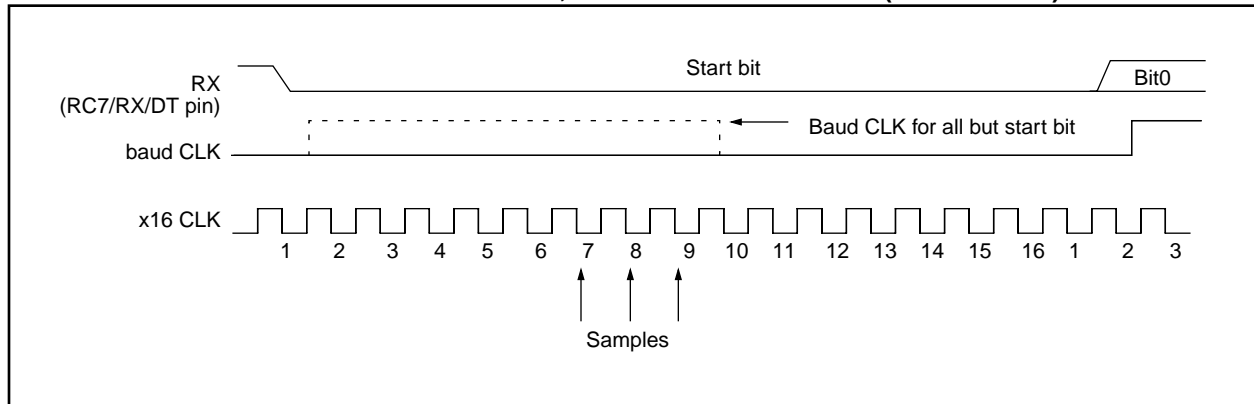 Start bit
RX
(RC7/RX/DT pin)
Bit0
Baud CLK for all but start bit
baud CLK
x16 CLK
1 2 3 4 5 6 7 8 9 10 11 12 13 14 15 16 1 2 3
Samples